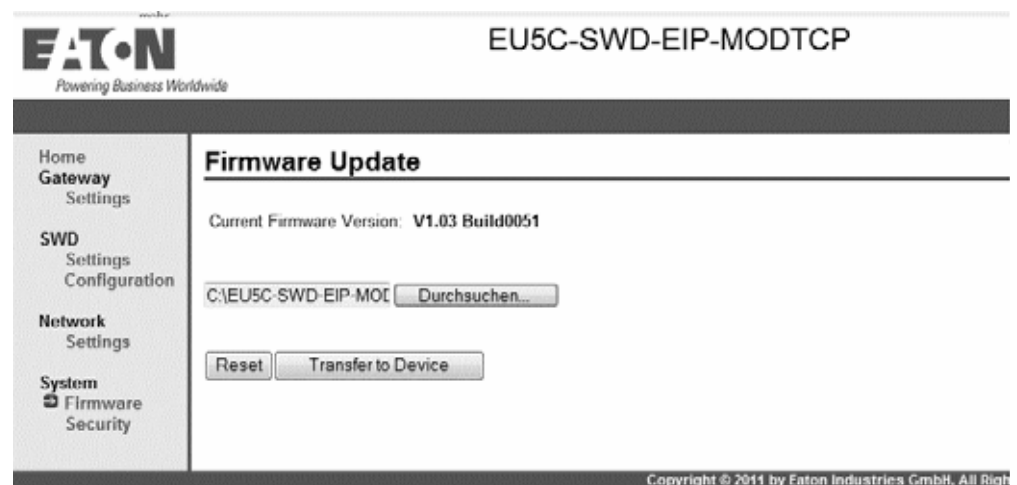 mehr
EATON
Powering Business Worldwide
EU5C-SWD-EIP-MODTCP
Home
Gateway
Settings
SWD
Settings
Configuration
Network
Settings
System
Firmware
Security
Firmware Update
Current Firmware Version: V1.03 Build0051
C:\EU5C-SWD-EIP-MOD Durchsuchen...
Reset Transfer to Device
Copyright © 2011 by Eaton Industries GmbH. All Righ